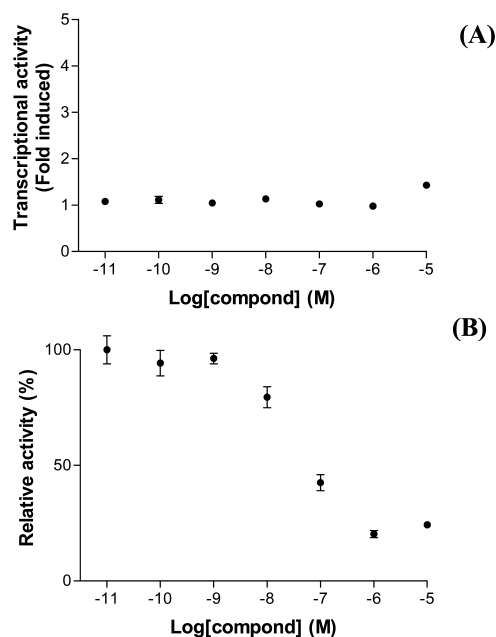 (A)
Transcriptional activity
(Fold induced)
5
4
3
2
1
0
-11 -10 -9 -8 -7 -6 -5
Log[compond] (M)
(B)
Relative activity (%)
100
50
0
-11 -10 -9 -8 -7 -6 -5
Log[compond] (M)